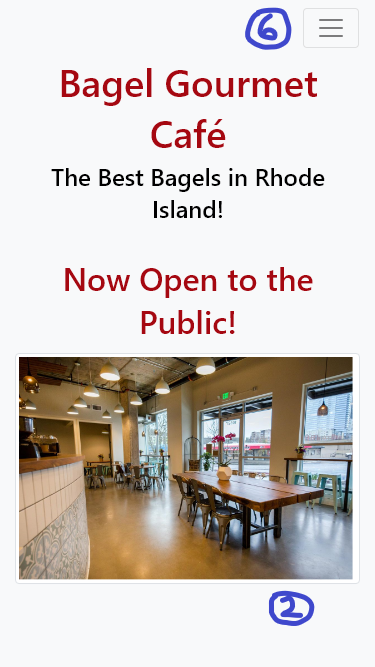 6
Bagel Gourmet
Café
The Best Bagels in Rhode
Island!
Now Open to the
Public!
2